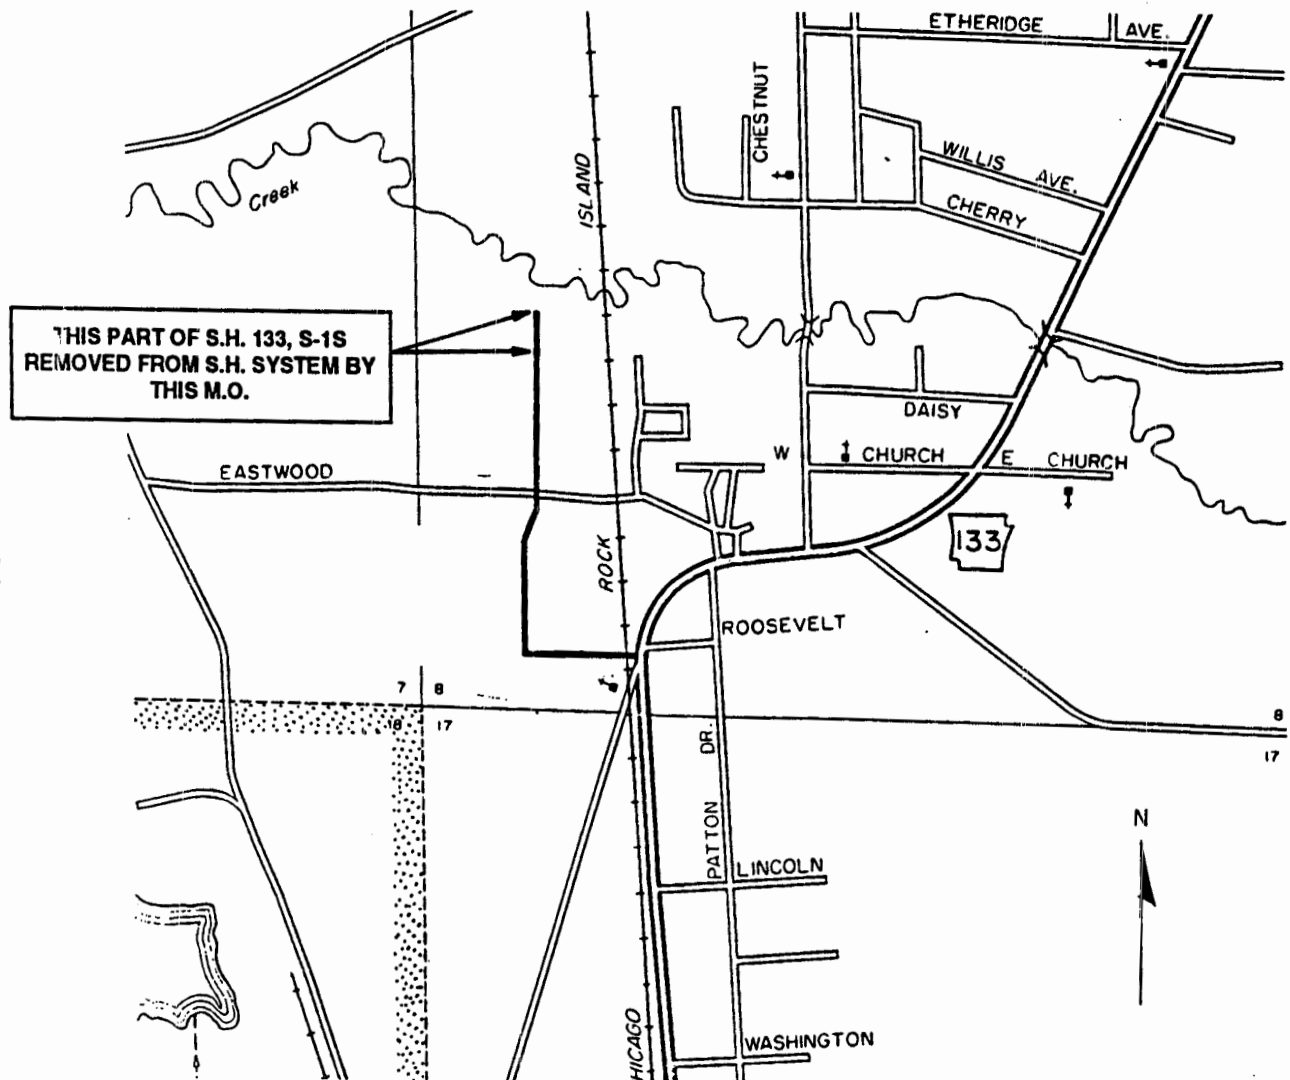 ETHERIDGE AVE.
CHESTNUT
WILLIS AVE.
CHERRY
Creek
ISLAND
THIS PART OF S.H. 133, S-1S
REMOVED FROM S.H. SYSTEM BY
THIS M.O.
DAISY
W CHURCH
E CHURCH
EASTWOOD
133
ROCK
ROOSEVELT
7 8
18 17
8
17
DR.
PATTON
N
LINCOLN
HICAGO
WASHINGTON